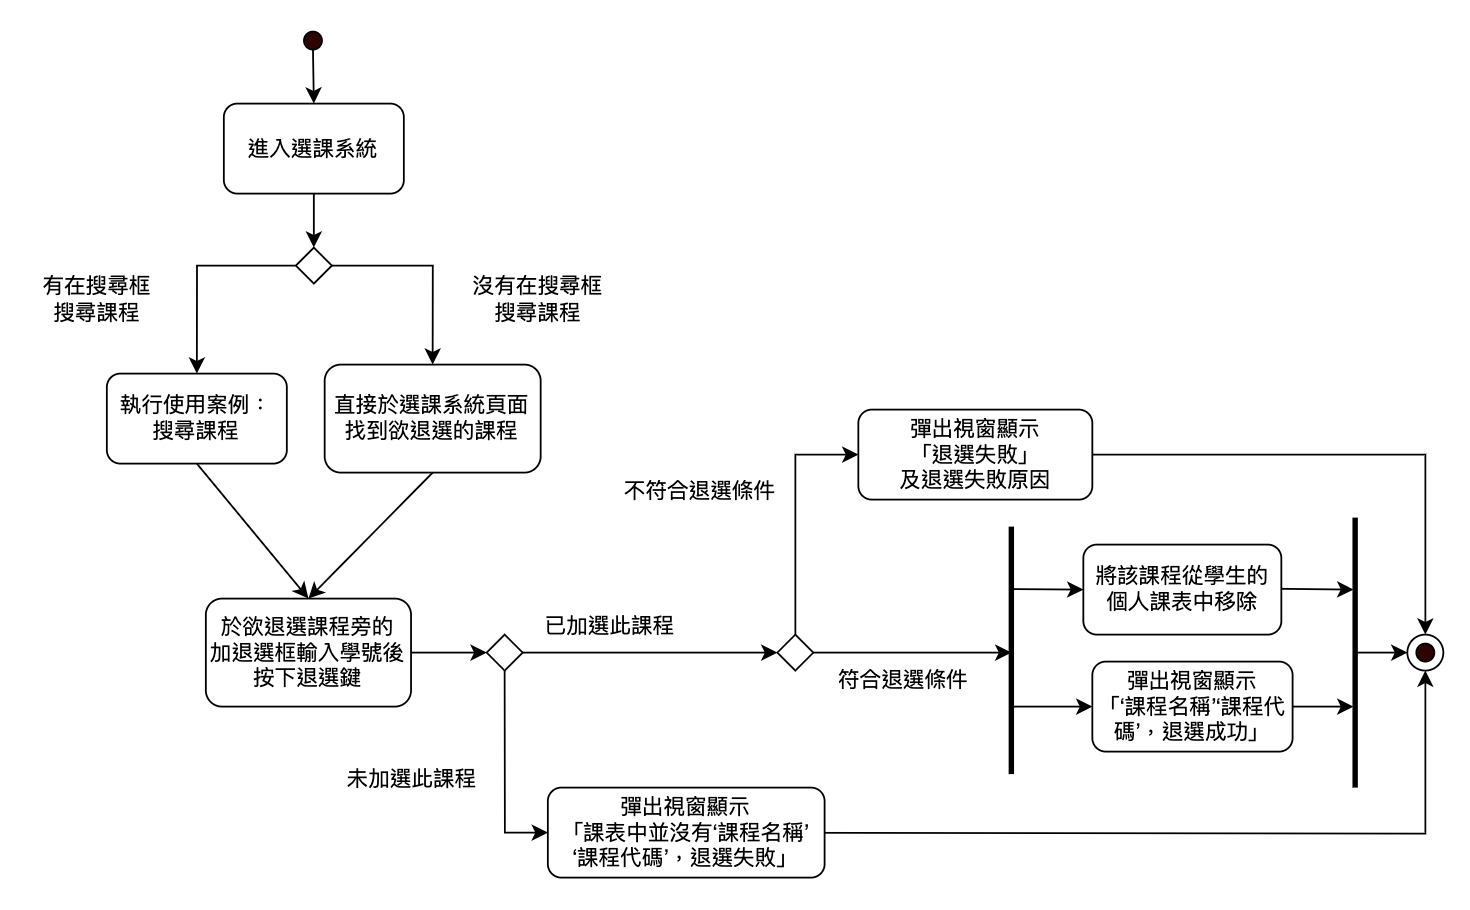 進入選課系統
有在搜尋框
搜尋課程
沒有在搜尋框
搜尋課程
執行使用案例：
搜尋課程
直接於選課系統頁面
找到欲退選的課程
於欲退選課程旁的
加退選框輸入學號後
按下退選鍵
已加選此課程
未加選此課程
不符合退選條件
符合退選條件
彈出視窗顯示
「退選失敗」
及退選失敗原因
將該課程從學生的
個人課表中移除
彈出視窗顯示
「‘課程名稱’‘課程代
碼’，退選成功」
彈出視窗顯示
「課表中並沒有‘課程名稱’
‘課程代碼’，退選失敗」